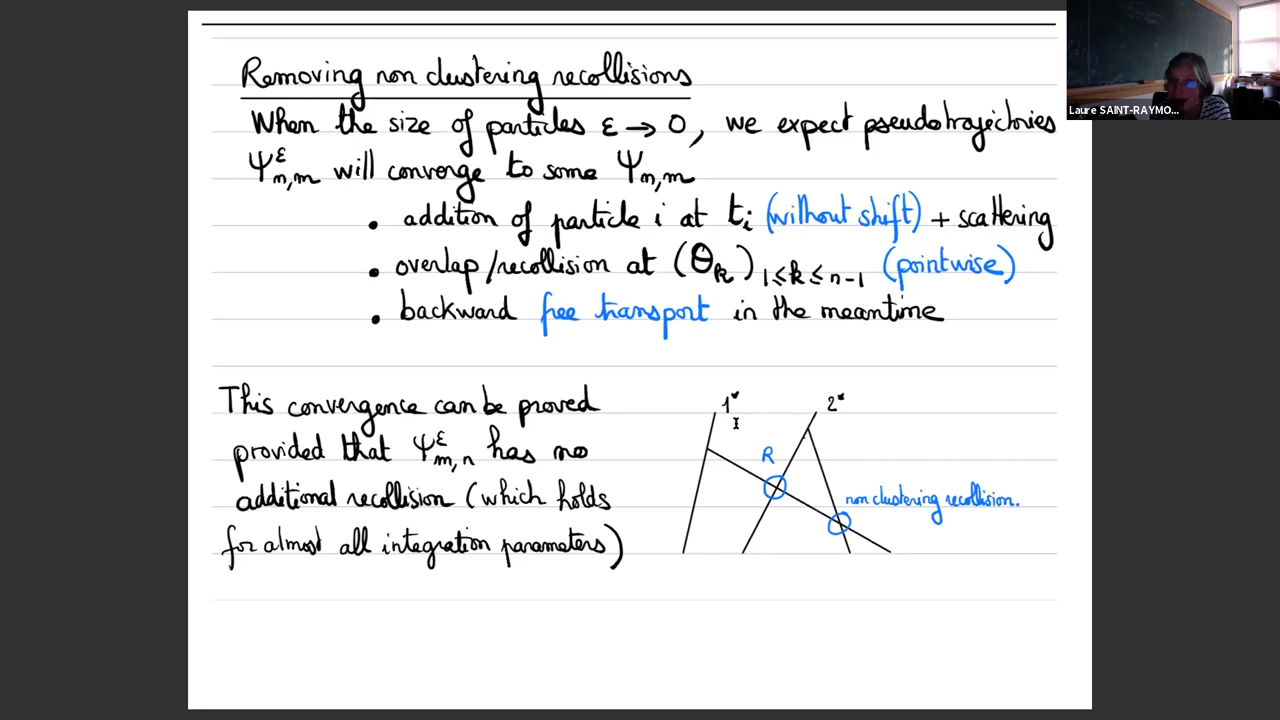 Removing non clustering recollisions
When the size of particles ε → 0, we expect pseudotrajectories
Ψ^ε_{n,m} will converge to some Ψ_{n,m}
• addition of particle i at t_i (without shift) + scattering
• overlap/recollision at (Θ_k)_{1≤k≤n-1} (pointwise)
• backward free transport in the meantime
This convergence can be proved
provided that Ψ^ε_{m,n} has no
additional recollision (which holds
for almost all integration parameters)
1* 2*
R
non clustering recollision.
Laure SAINT-RAYMO...